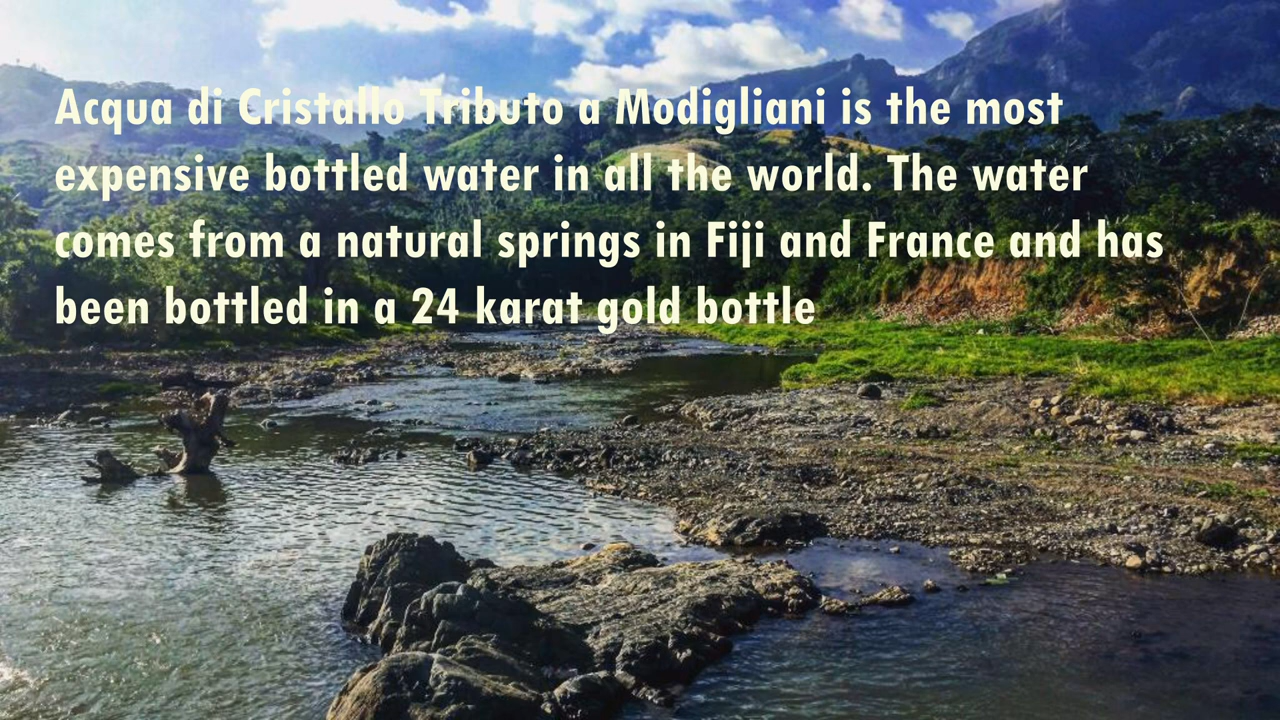 Acqua di Cristallo Tributo a Modigliani is the most
expensive bottled water in all the world. The water
comes from a natural springs in Fiji and France and has
been bottled in a 24 karat gold bottle